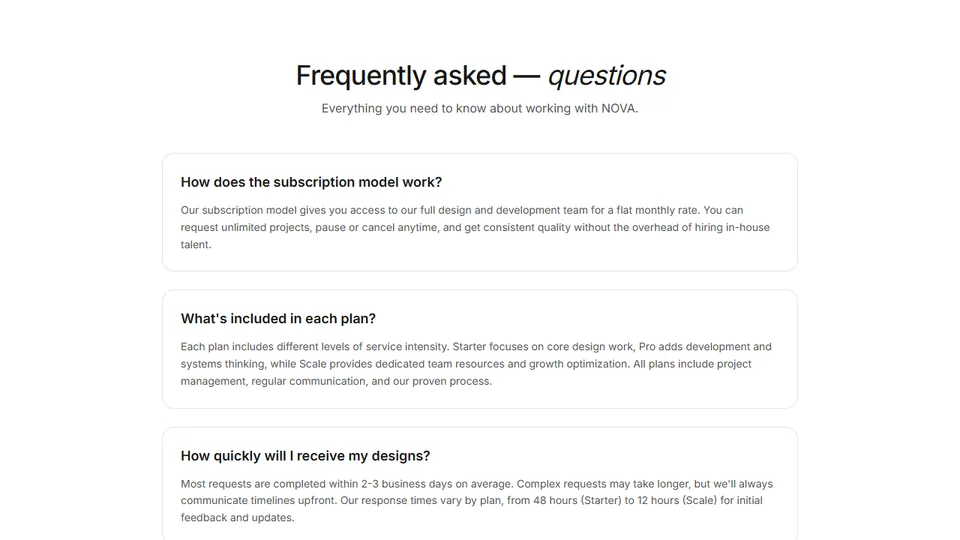 Frequently asked — questions
Everything you need to know about working with NOVA.
How does the subscription model work?
Our subscription model gives you access to our full design and development team for a flat monthly rate. You can
request unlimited projects, pause or cancel anytime, and get consistent quality without the overhead of hiring in-house
talent.
What's included in each plan?
Each plan includes different levels of service intensity. Starter focuses on core design work, Pro adds development and
systems thinking, while Scale provides dedicated team resources and growth optimization. All plans include project
management, regular communication, and our proven process.
How quickly will I receive my designs?
Most requests are completed within 2-3 business days on average. Complex requests may take longer, but we'll always
communicate timelines upfront. Our response times vary by plan, from 48 hours (Starter) to 12 hours (Scale) for initial
feedback and updates.